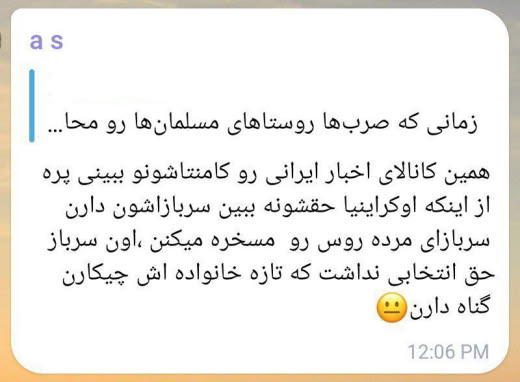 a s
زمانی که صرب‌ها روستاهای مسلمان‌ها رو محا...
همین کانالای اخبار ایرانی رو کامنتاشونو ببینی پره
از اینکه اوکراینیا حقشونه ببین سربازاشون دارن
سربازای مرده روس رو  مسخره میکنن ،اون سرباز
حق انتخابی نداشت که تازه خانواده اش چیکارن
گناه دارن😐
12:06 PM